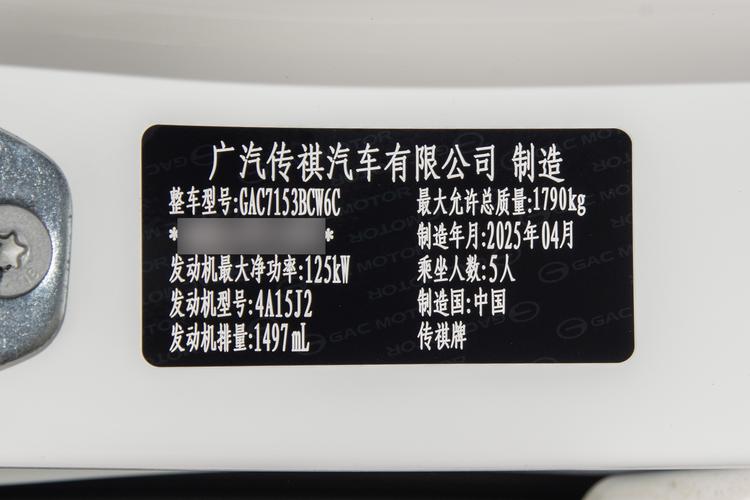 广汽传祺汽车有限公司 制造
整车型号:GAC7153BCW6C
最大允许总质量:1790kg
* *
制造年月:2025年04月
发动机最大净功率:125kW
乘坐人数:5人
发动机型号:4A15J2
制造国:中国
发动机排量:1497mL
传祺牌
GAC MOTOR